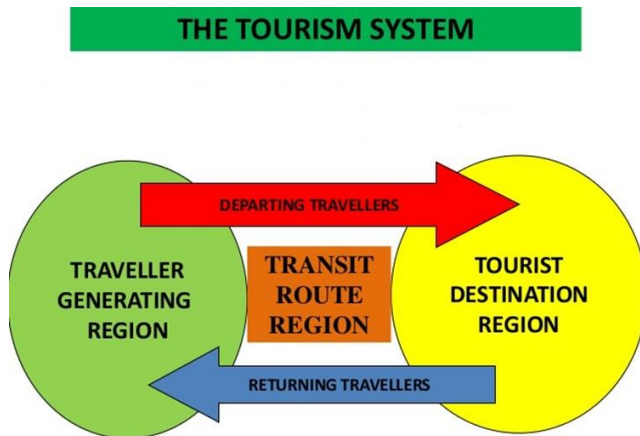 THE TOURISM SYSTEM
DEPARTING TRAVELLERS
TRAVELLER
GENERATING
REGION
TRANSIT
ROUTE
REGION
TOURIST
DESTINATION
REGION
RETURNING TRAVELLERS